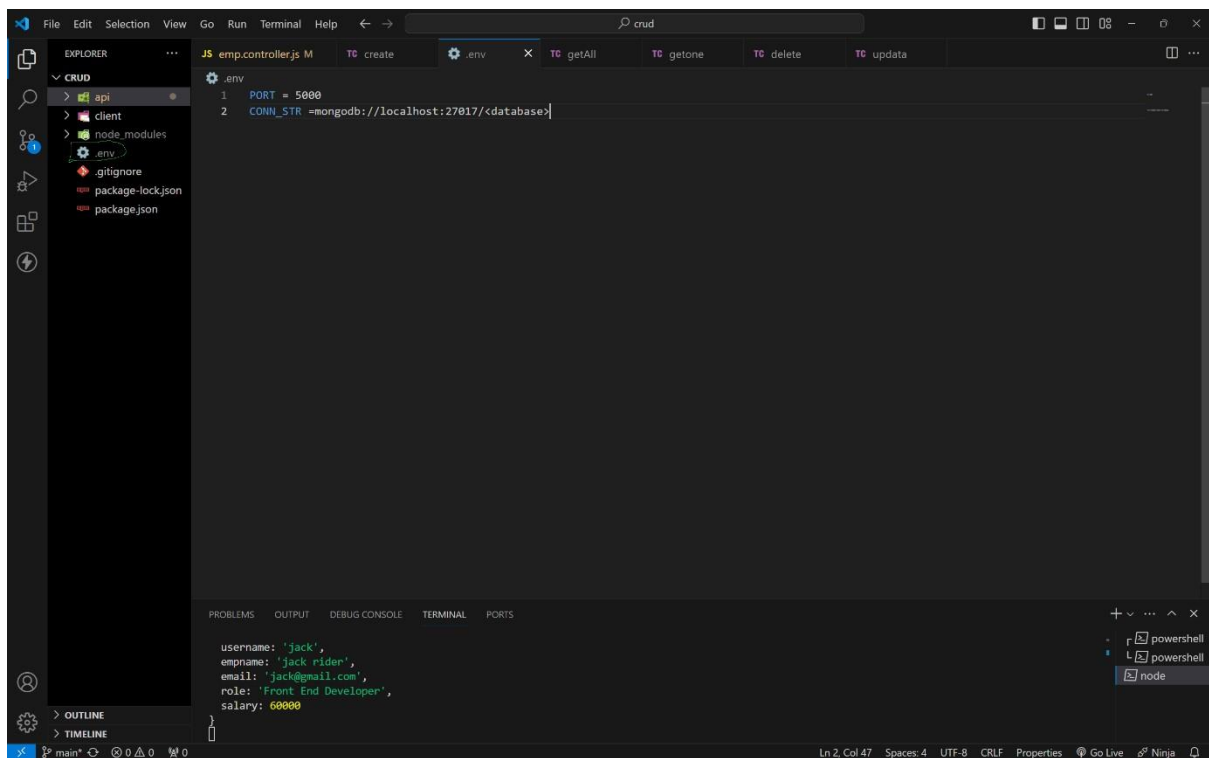 File Edit Selection View Go Run Terminal Help crud
EXPLORER
JS emp.controller.js M TC create .env TC getAll TC getone TC delete TC updata
CRUD
api
client
node_modules
.env
.gitignore
package-lock.json
package.json
.env
1 PORT = 5000
2 CONN_STR =mongodb://localhost:27017/<database>
PROBLEMS OUTPUT DEBUG CONSOLE TERMINAL PORTS
username: 'jack',
empname: 'jack rider',
email: 'jack@gmail.com',
role: 'Front End Developer',
salary: 60000
}
powershell
powershell
node
OUTLINE
TIMELINE
main* 0 0 0 Ln 2, Col 47 Spaces: 4 UTF-8 CRLF Properties Go Live Ninja